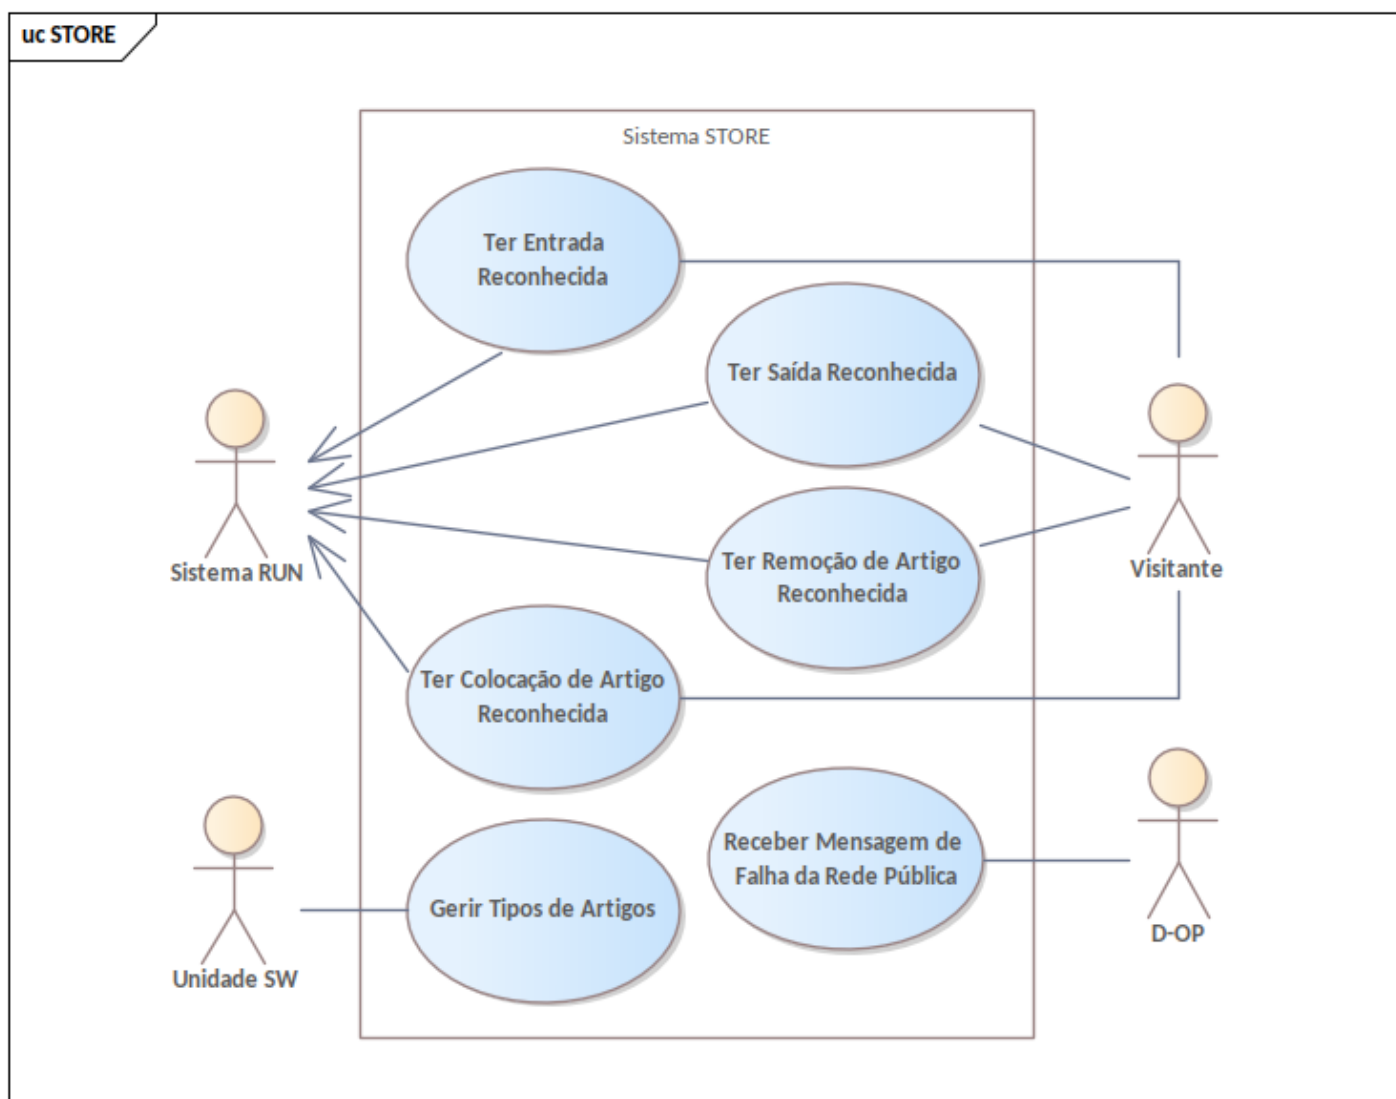 uc STORE
Sistema STORE
Ter Entrada
Reconhecida
Ter Saída Reconhecida
Sistema RUN
Ter Remoção de Artigo
Reconhecida
Visitante
Ter Colocação de Artigo
Reconhecida
Receber Mensagem de
Falha da Rede Pública
Gerir Tipos de Artigos
D-OP
Unidade SW